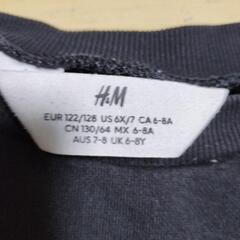 H&M
EUR 122/128 US 6X/7 CA 6-8A
CN 130/64 MX 6-8A
AUS 7-8 UK 6-8Y